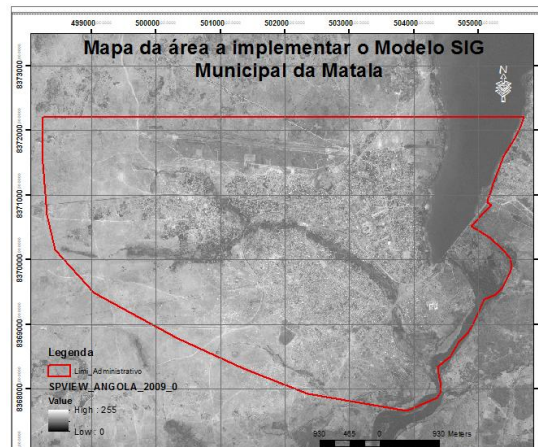 499000 500000 501000 502000 503000 504000 505000
Mapa da área a implementar o Modelo SIG
Municipal da Matala
N
8373000
8372000
8371000
8370000
8369000
8368000
Legenda
Limi_Administrativo
SPVIEW_ANGOLA_2009_0
Value
High : 255
Low : 0
930 465 0 930 Meters